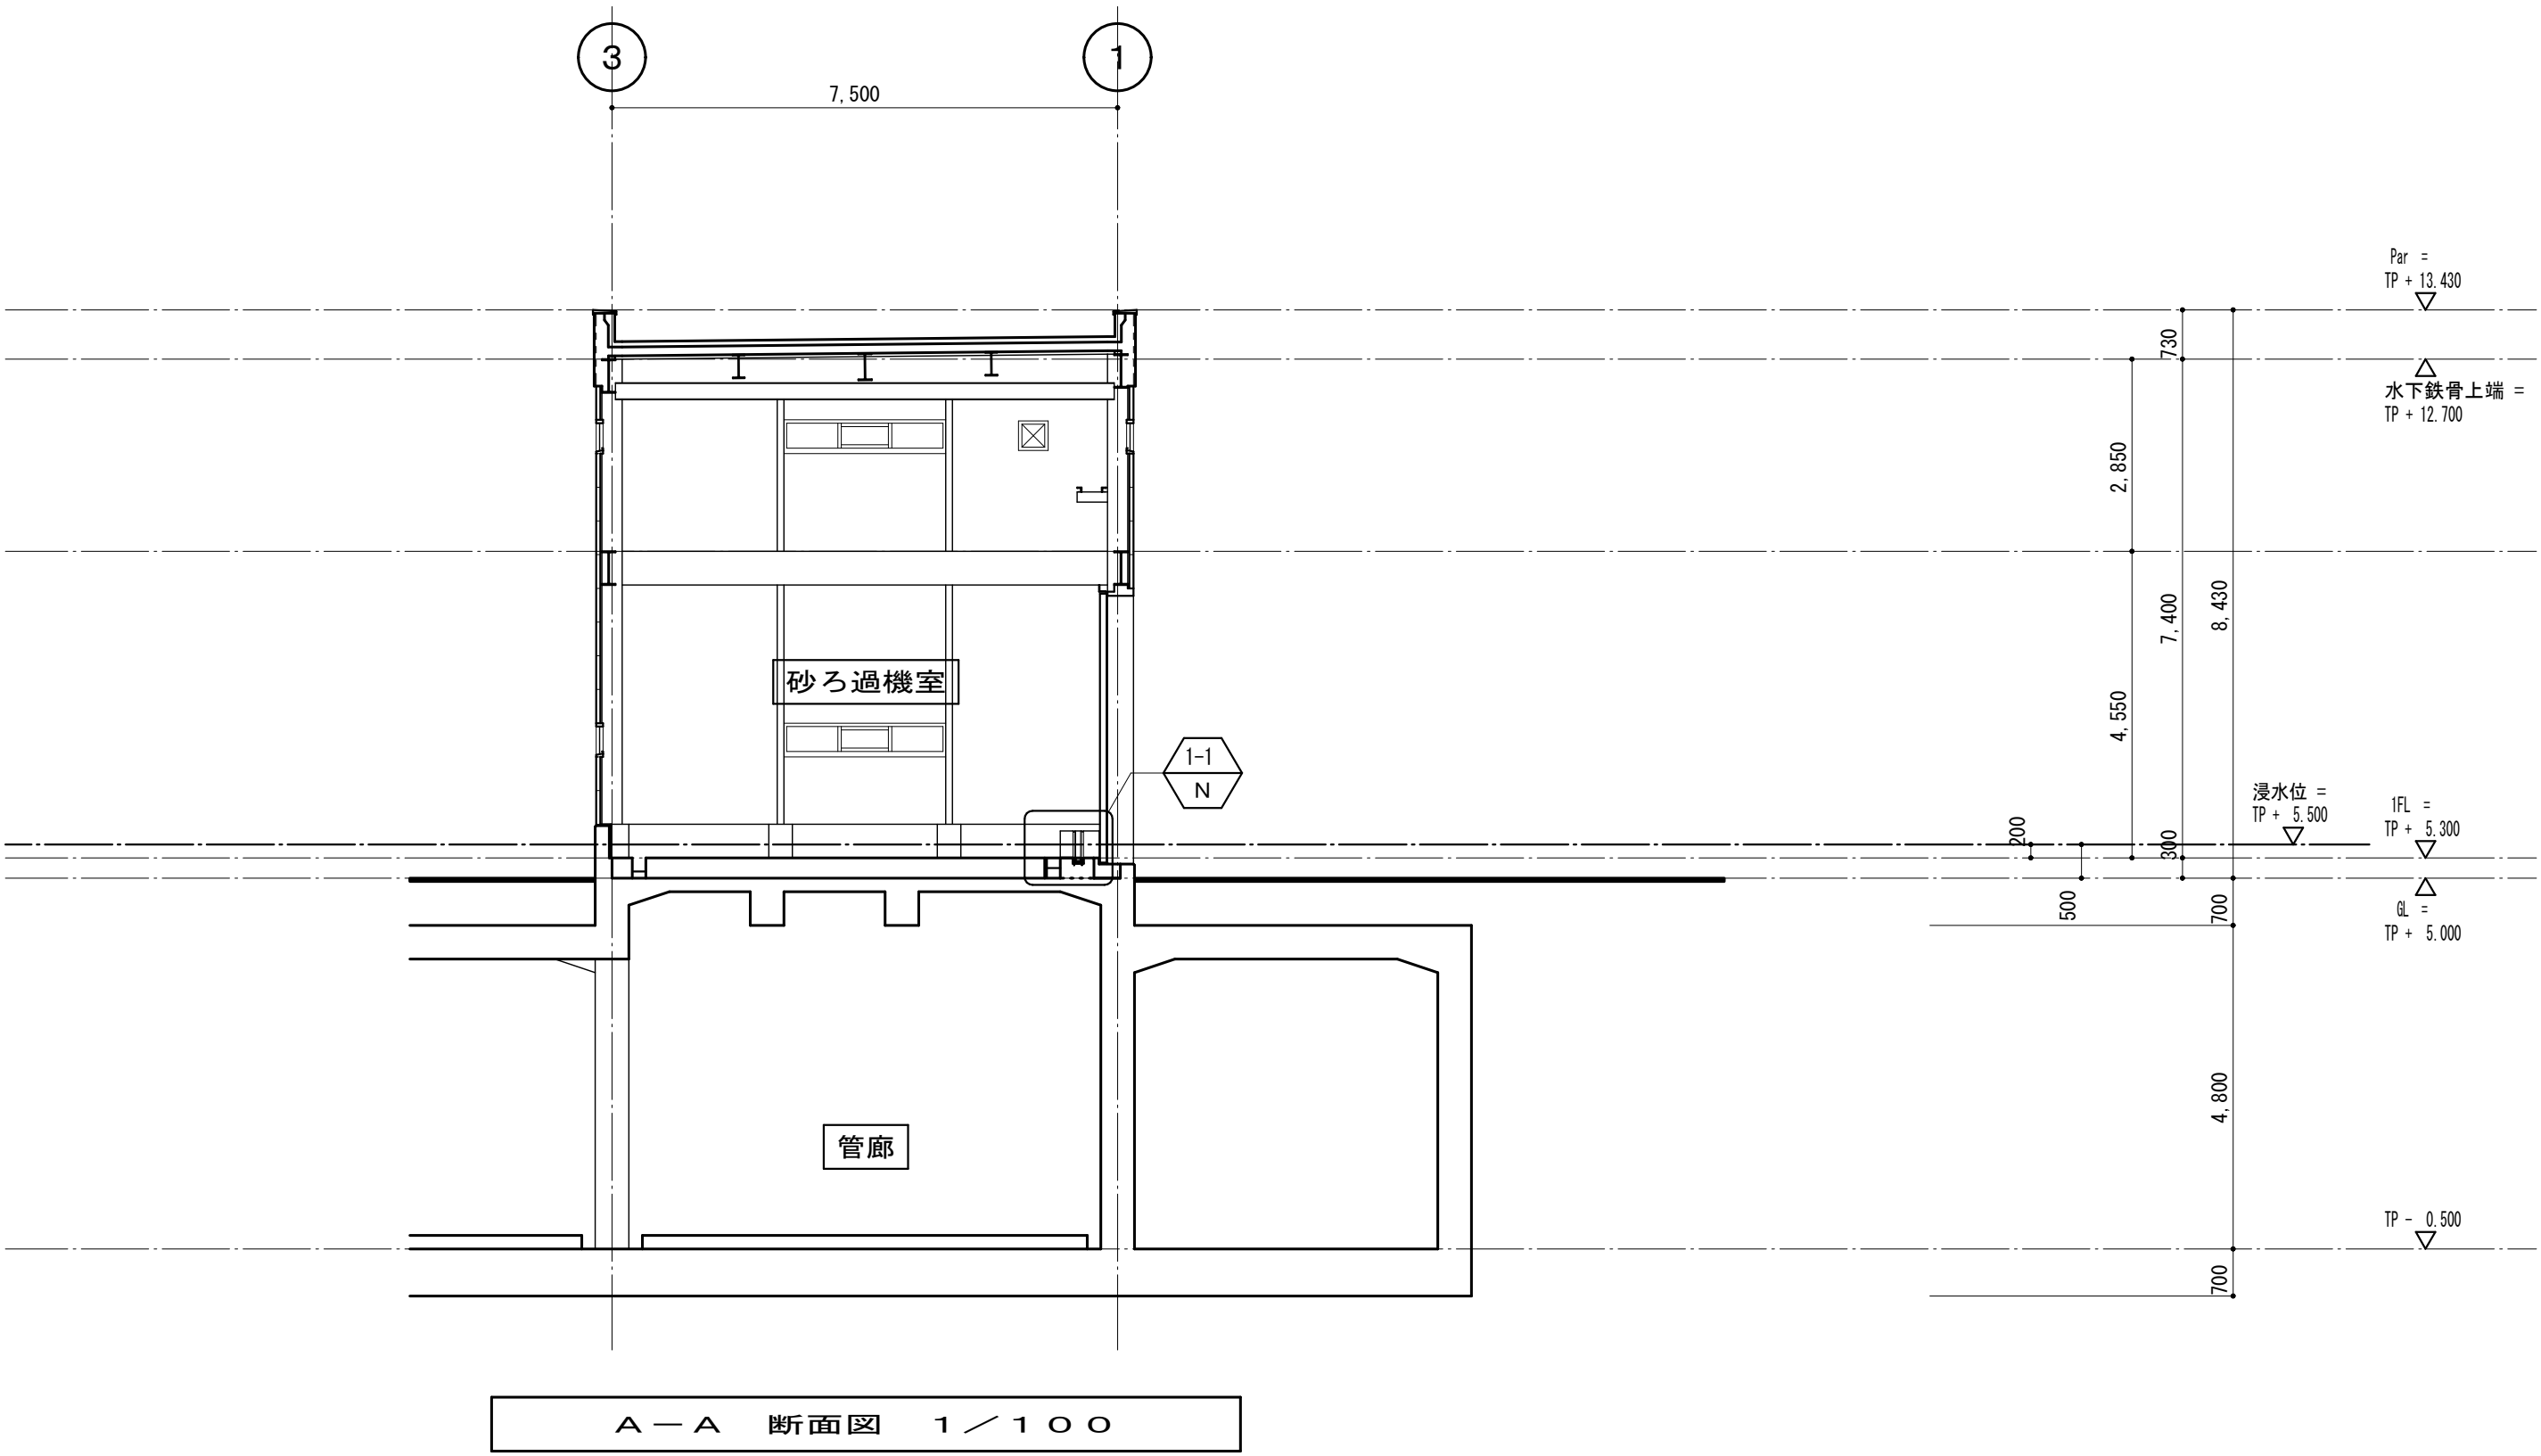 3
1
7,500
Par =
TP + 13.430
730
水下鉄骨上端 =
TP + 12.700
2,850
7,400
8,430
4,550
砂ろ過機室
1-1
N
浸水位 =
TP + 5.500
1FL =
TP + 5.300
200
300
500
700
GL =
TP + 5.000
4,800
管廊
TP - 0.500
700
A-A 断面図 1/100